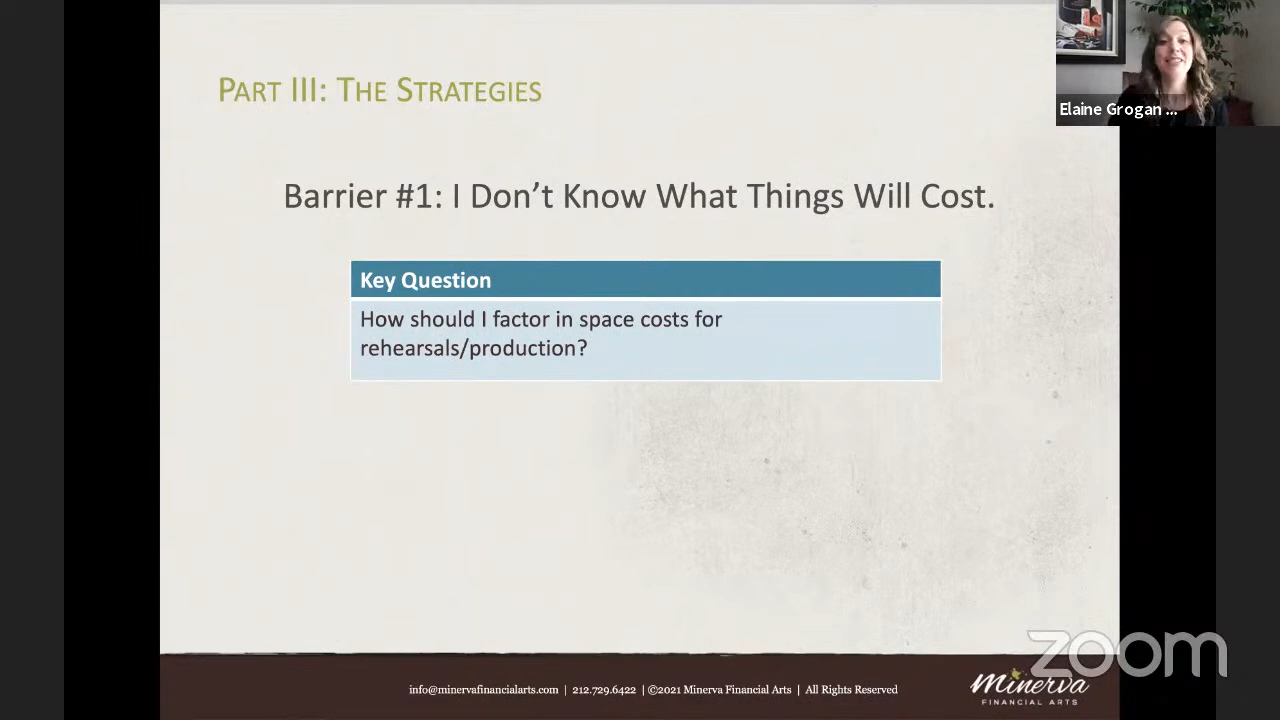 PART III: THE STRATEGIES
Elaine Grogan ...
Barrier #1: I Don't Know What Things Will Cost.
Key Question
How should I factor in space costs for
rehearsals/production?
zoom
info@minervafinancialarts.com | 212.729.6422 | ©2021 Minerva Financial Arts | All Rights Reserved
Minerva
FINANCIAL ARTS